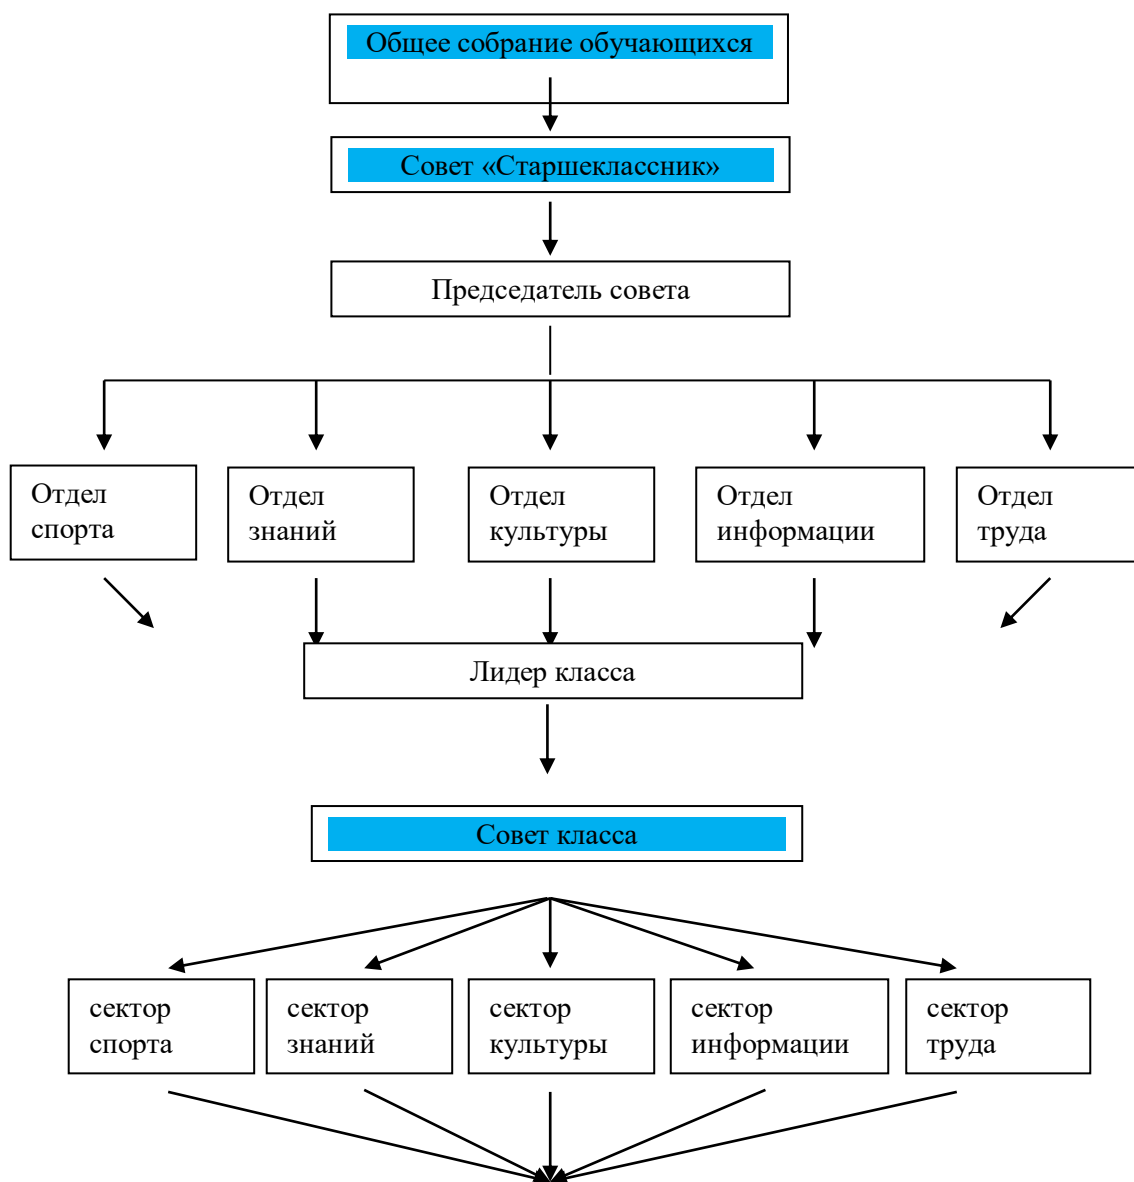 Общее собрание обучающихся
Совет «Старшеклассник»
Председатель совета
Отдел
спорта
Отдел
знаний
Отдел
культуры
Отдел
информации
Отдел
труда
Лидер класса
Совет класса
сектор
спорта
сектор
знаний
сектор
культуры
сектор
информации
сектор
труда